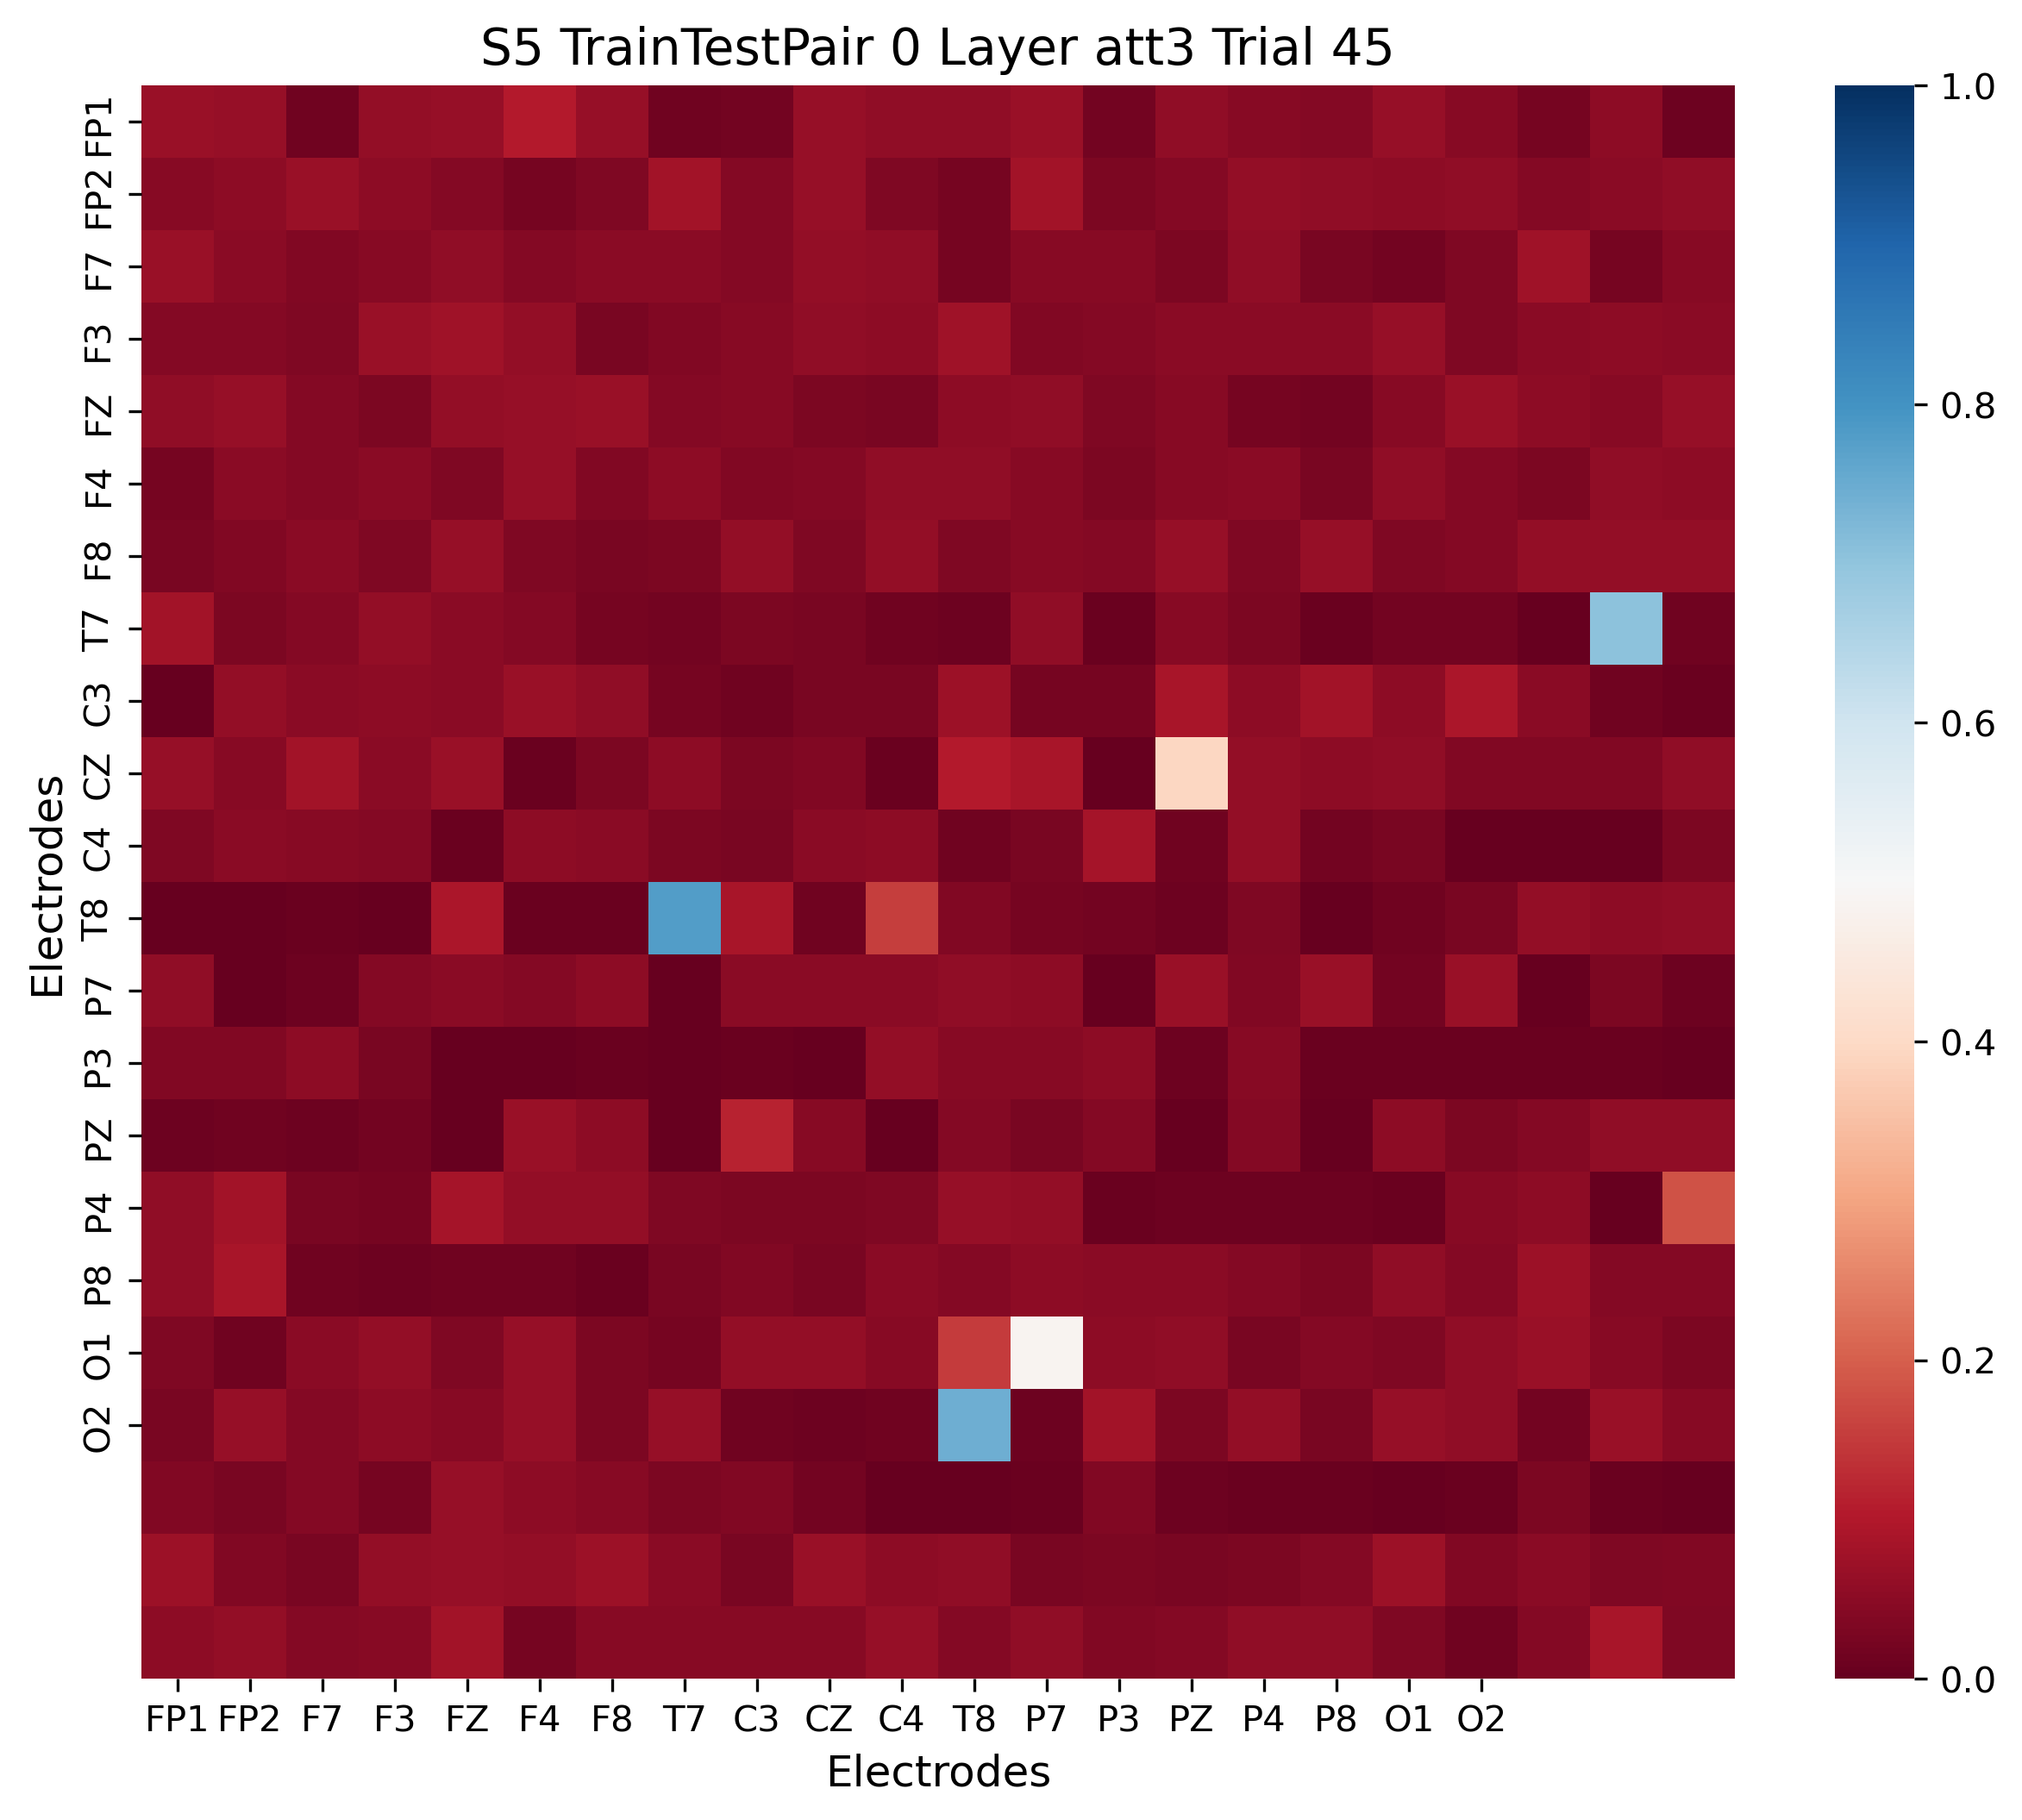 S5 TrainTestPair 0 Layer att3 Trial 45
Electrodes
FP1
FP2
F7
F3
FZ
F4
F8
T7
C3
CZ
C4
T8
P7
P3
PZ
P4
P8
O1
O2
FP1 FP2 F7 F3 FZ F4 F8 T7 C3 CZ C4 T8 P7 P3 PZ P4 P8 O1 O2
Electrodes
1.0
0.8
0.6
0.4
0.2
0.0